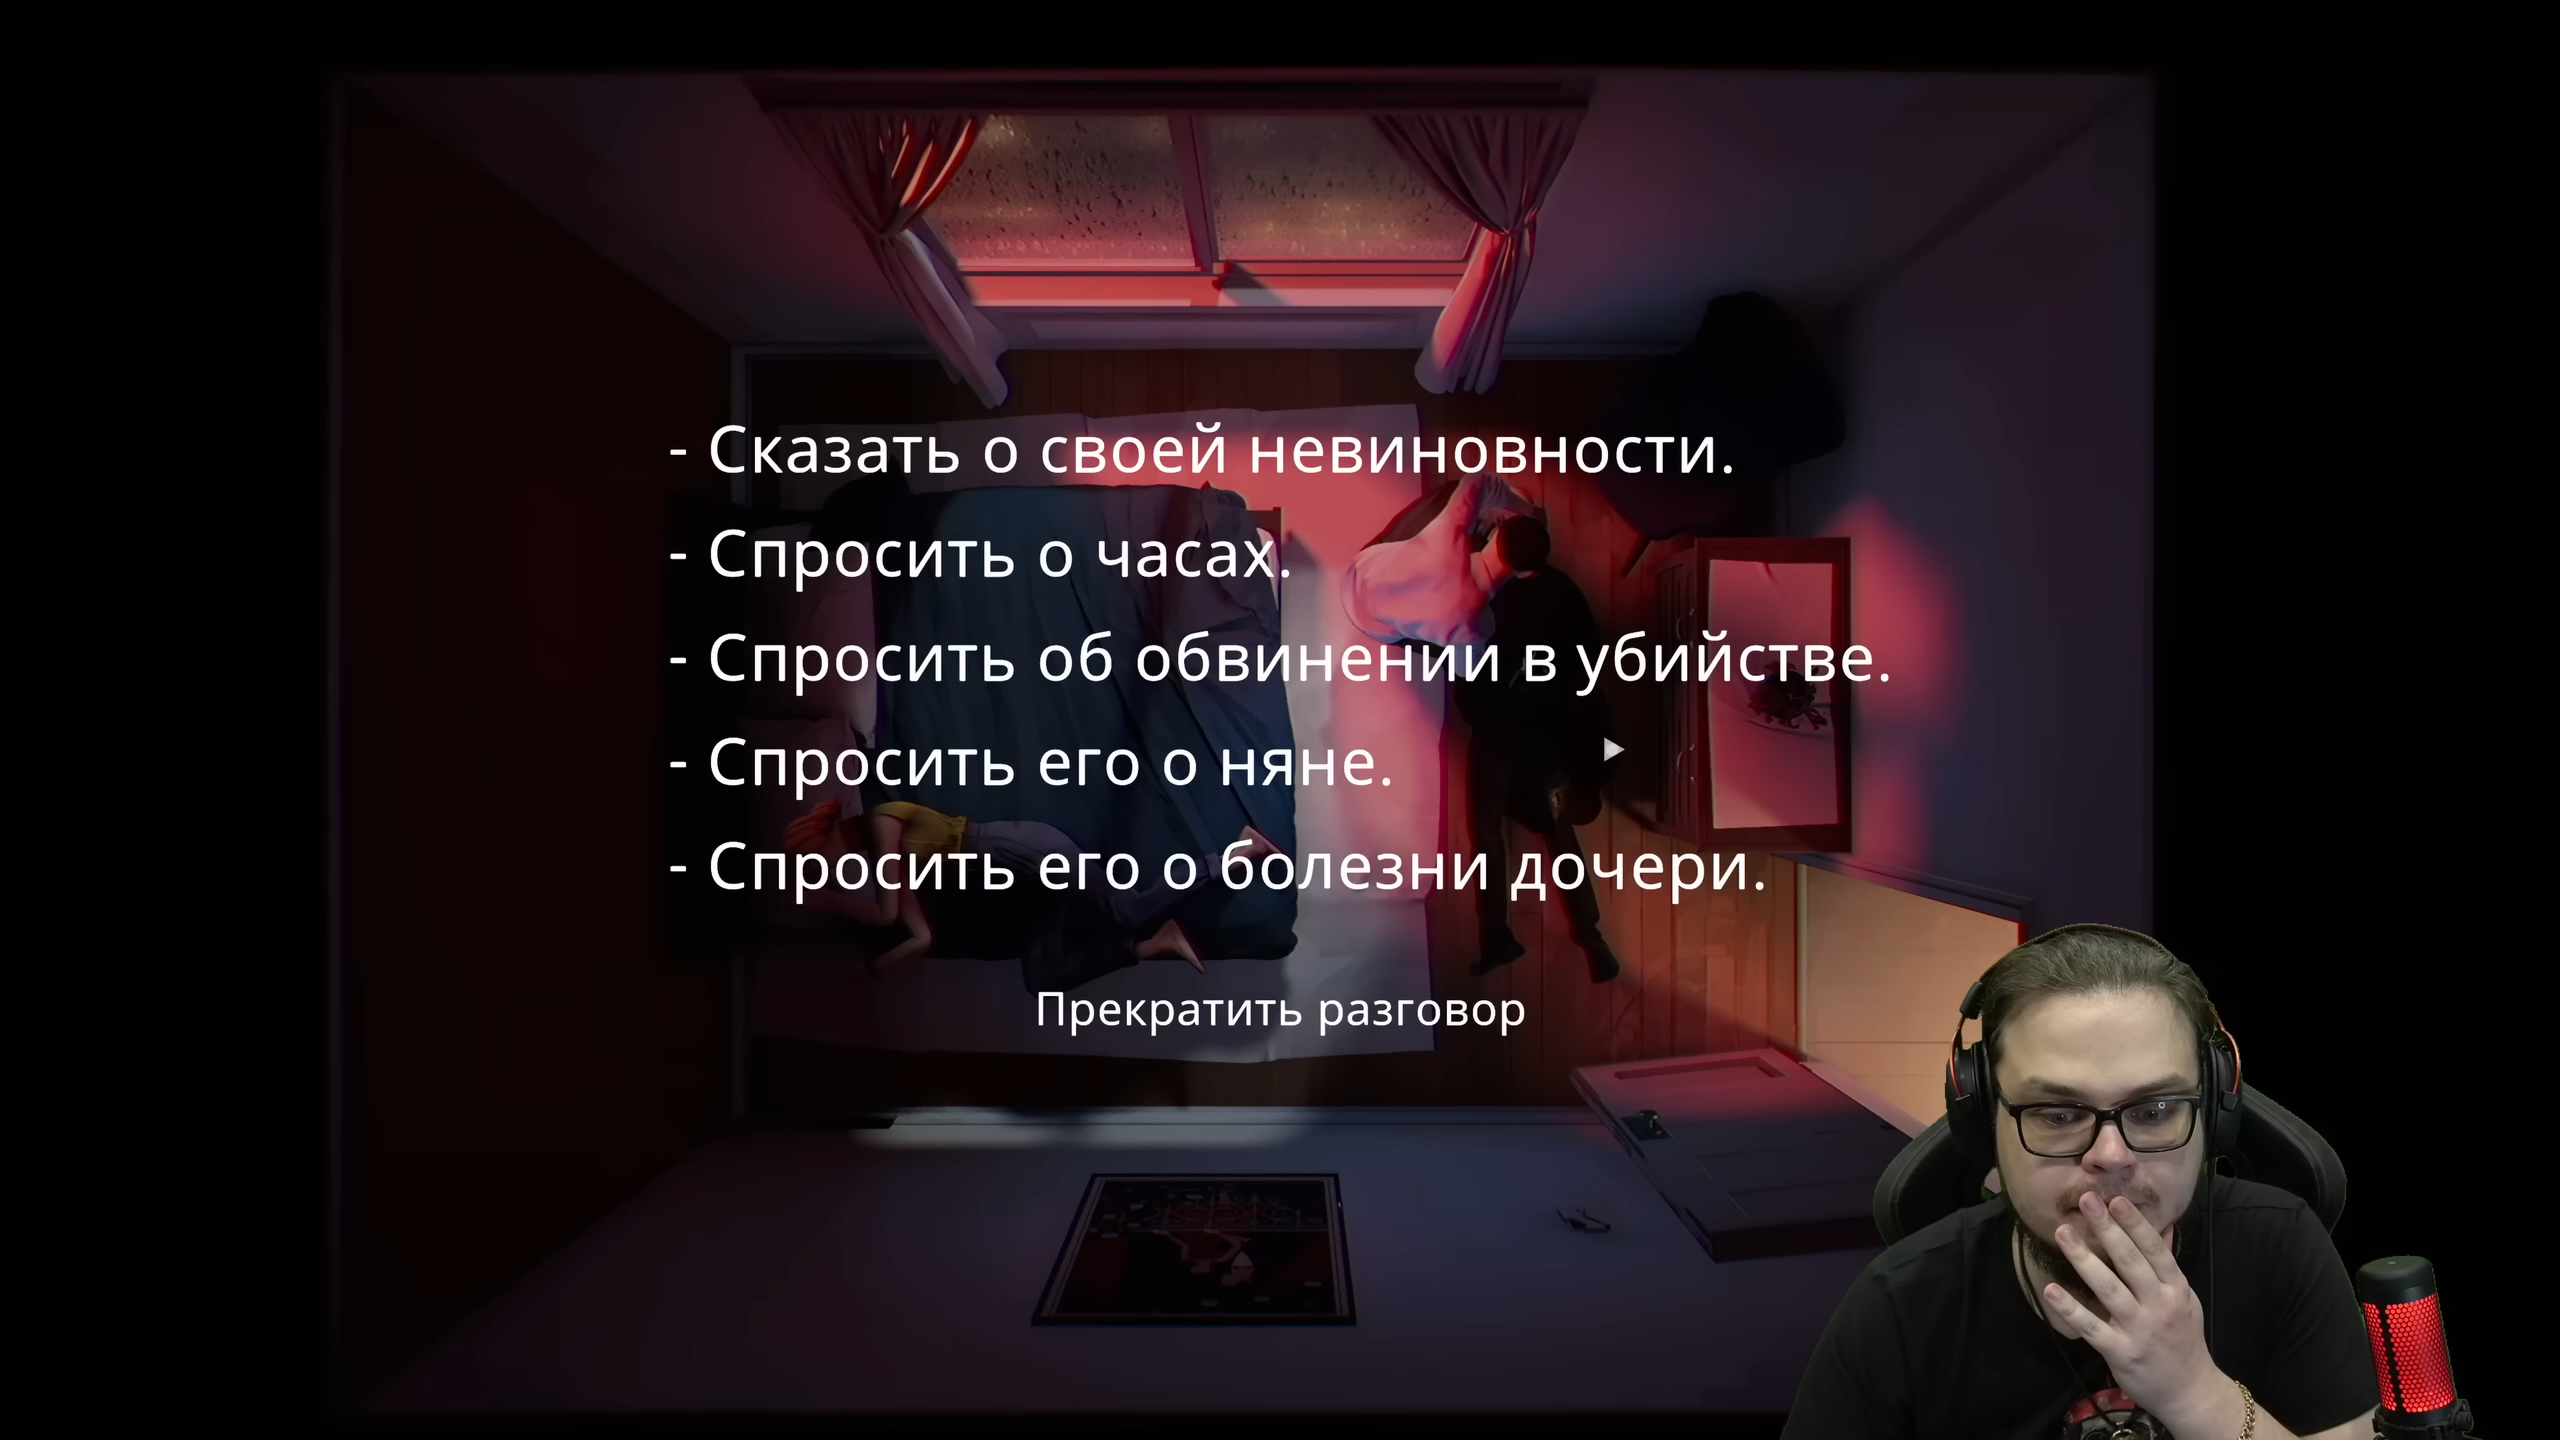 - Сказать о своей невиновности.
- Спросить о часах.
- Спросить об обвинении в убийстве.
- Спросить его о няне.
- Спросить его о болезни дочери.
Прекратить разговор